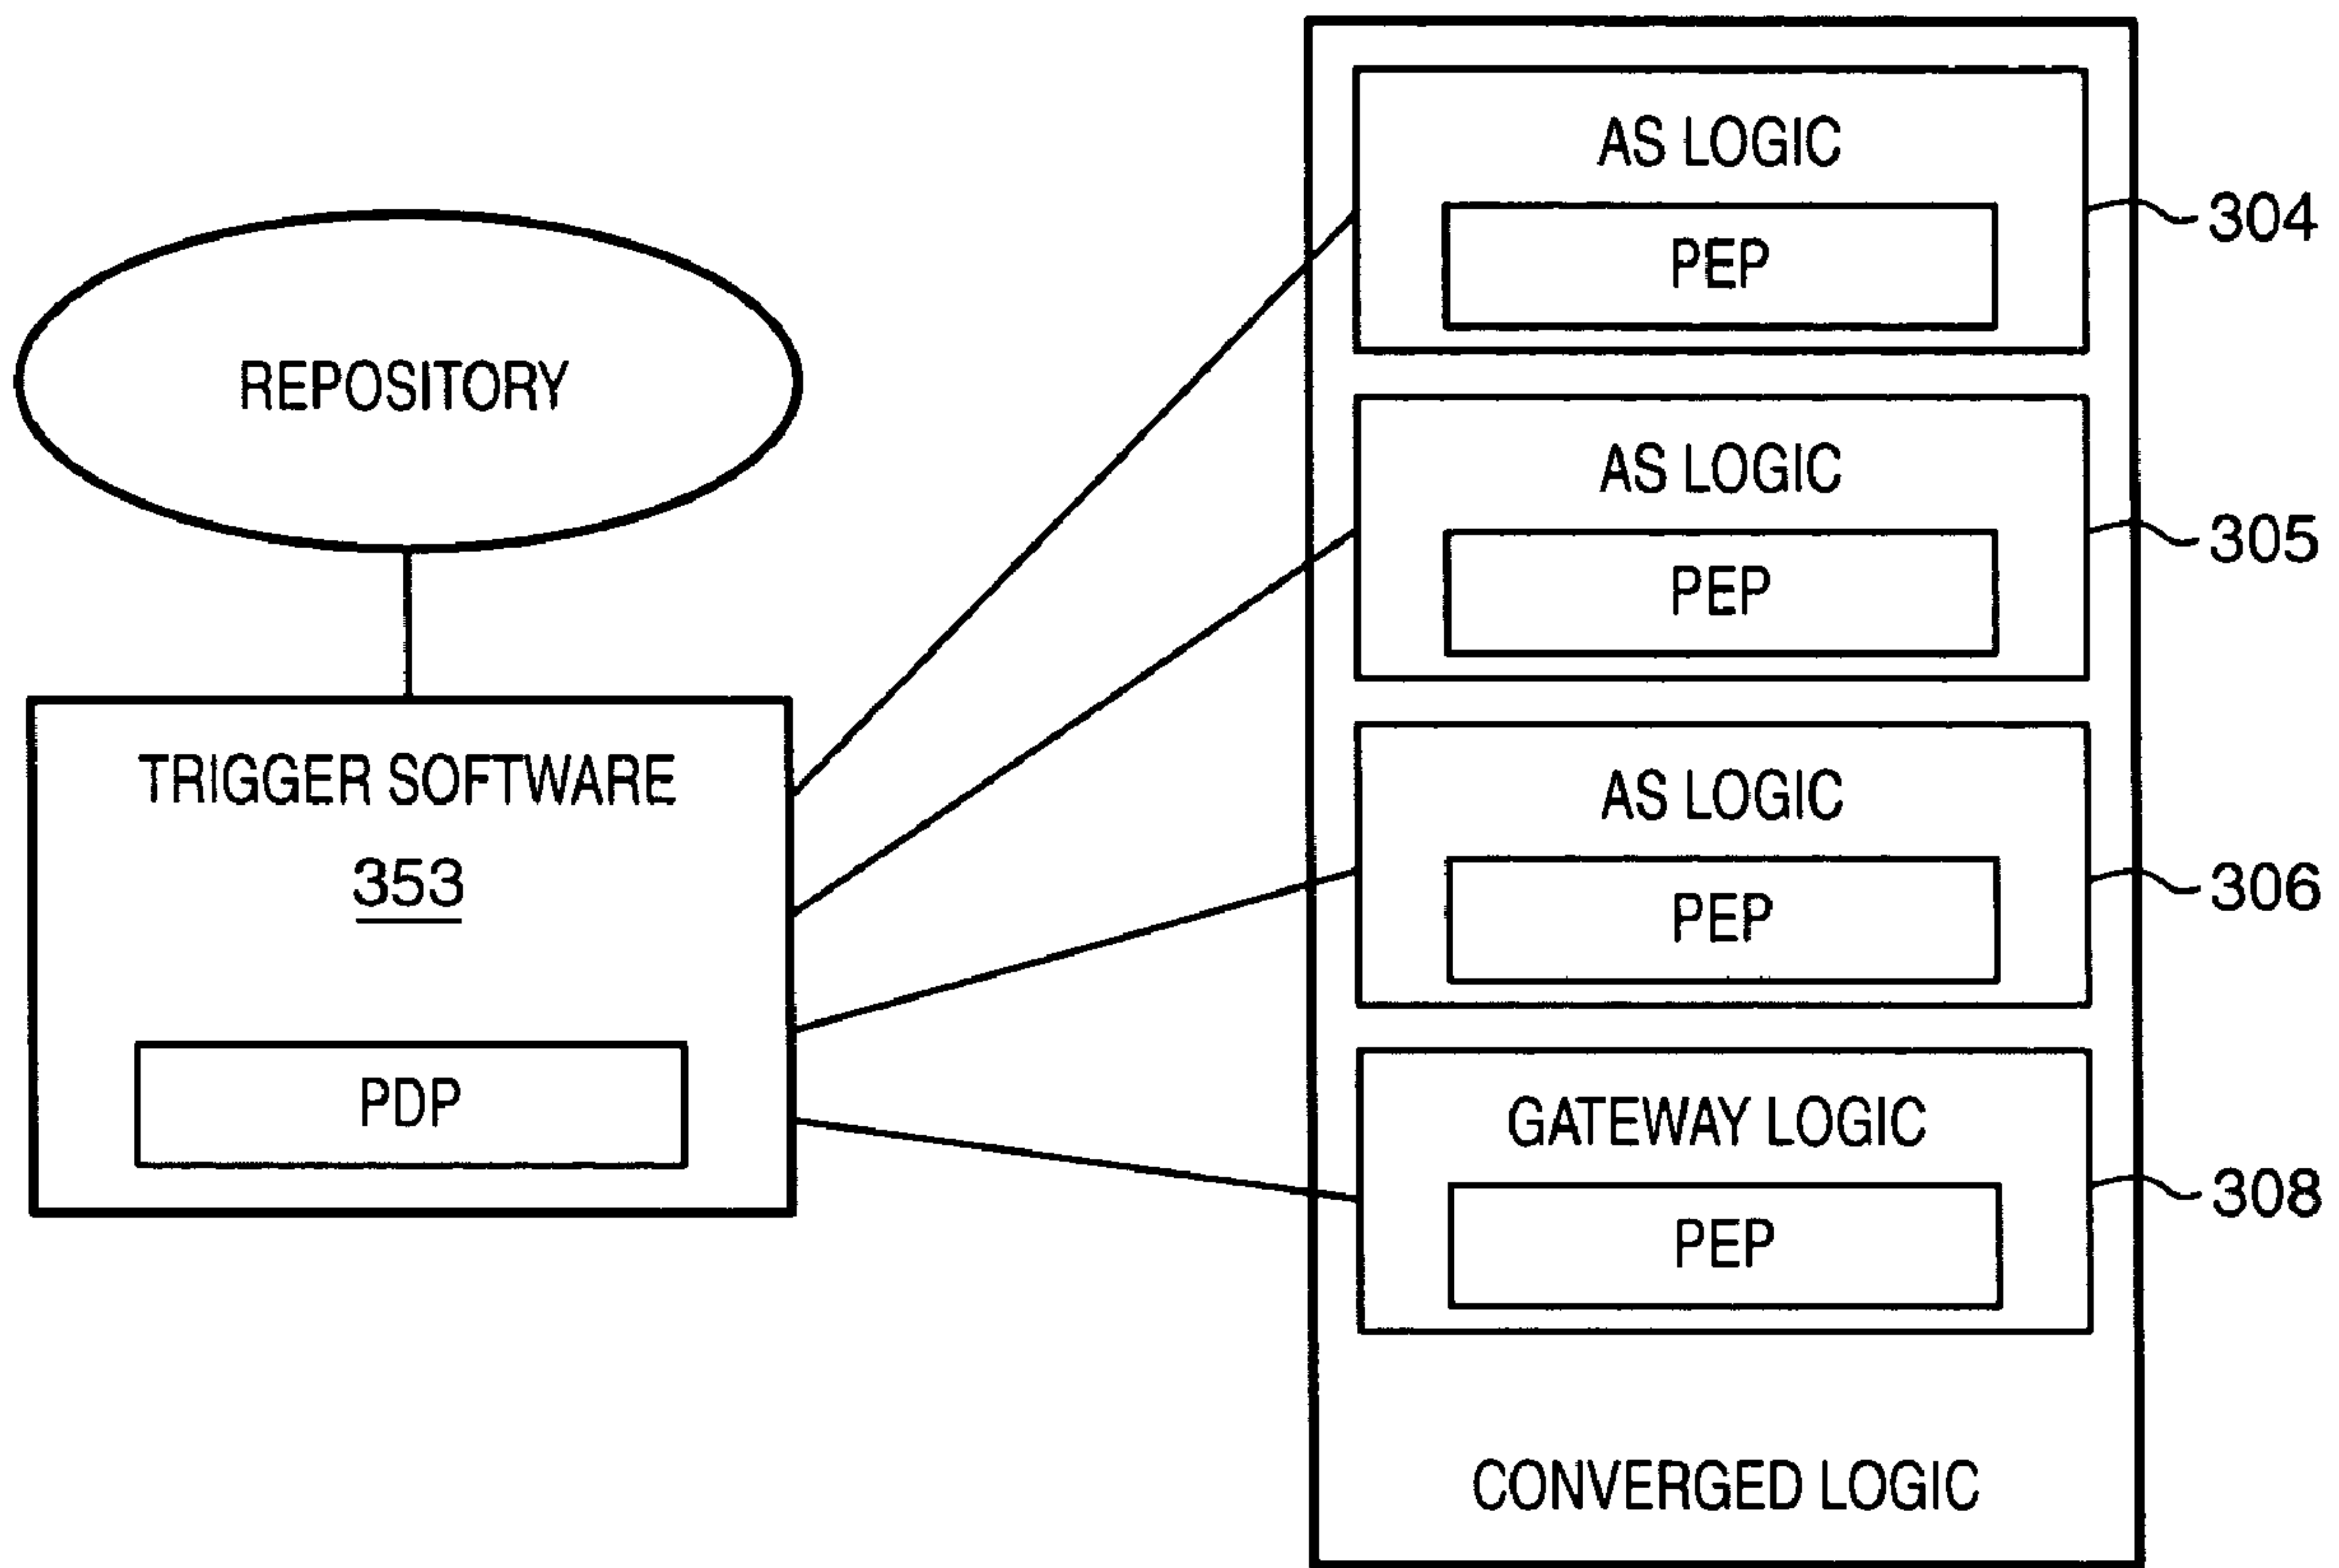 REPOSITORY
TRIGGER SOFTWARE
353
PDP
AS LOGIC
PEP
304
AS LOGIC
PEP
305
AS LOGIC
PEP
306
GATEWAY LOGIC
PEP
308
CONVERGED LOGIC